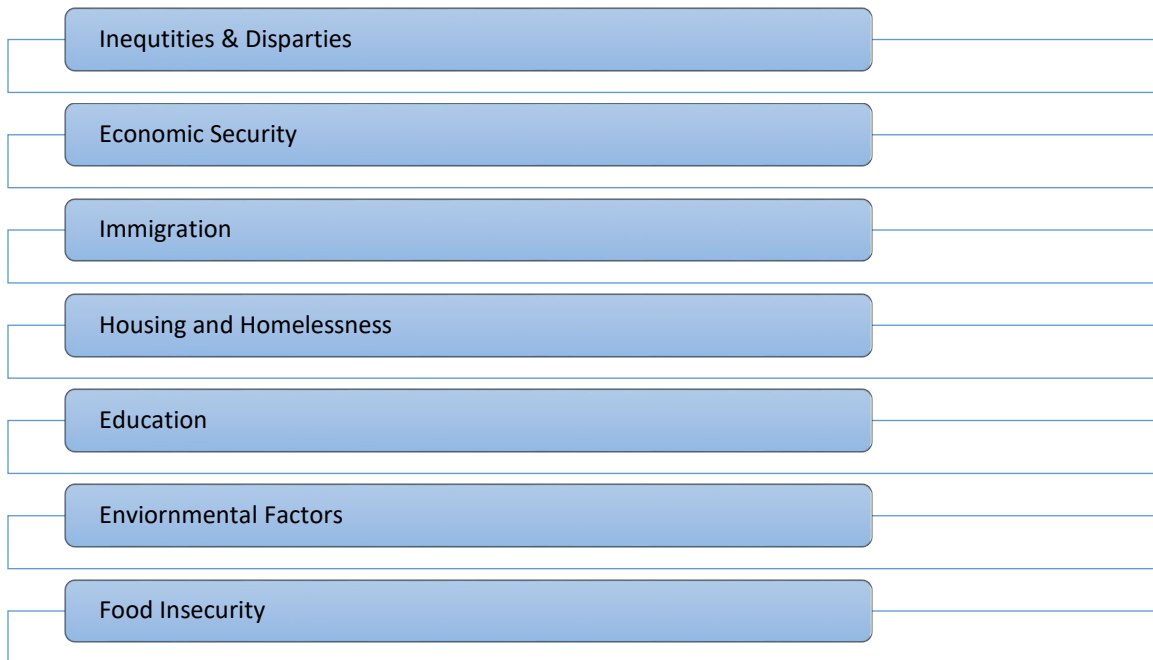 Inequtities & Disparties
Economic Security
Immigration
Housing and Homelessness
Education
Enviornmental Factors
Food Insecurity